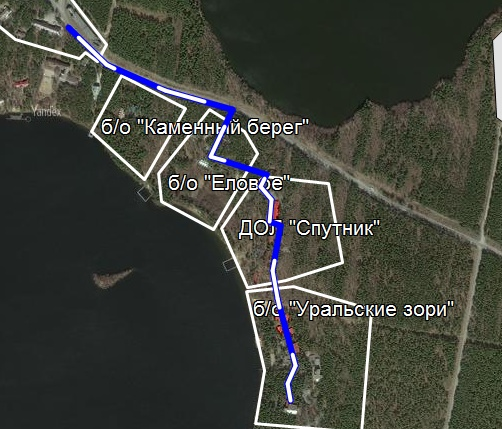 Yandex
б/о "Каменный берег"
б/о "Еловое"
ДОЛ "Спутник"
б/о "Уральские зори"